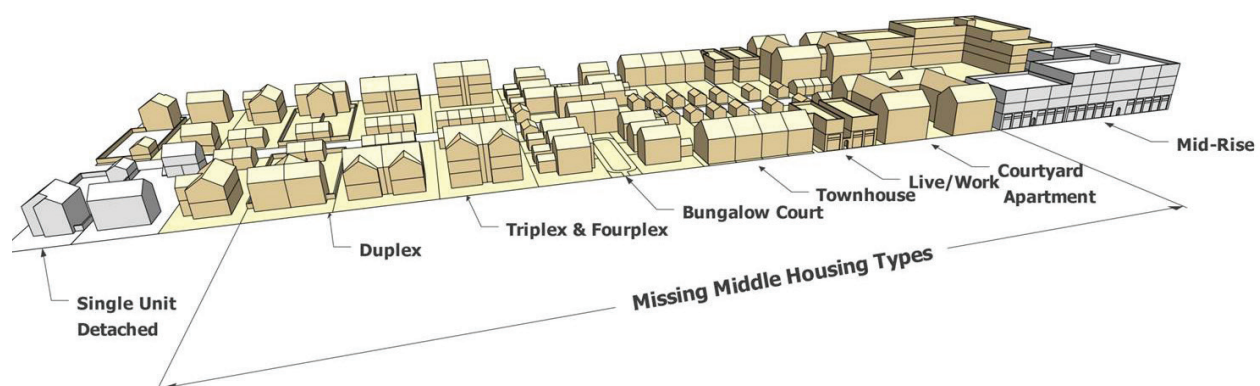 Single Unit
Detached
Duplex
Triplex & Fourplex
Bungalow Court
Townhouse
Live/Work
Courtyard
Apartment
Mid-Rise
Missing Middle Housing Types